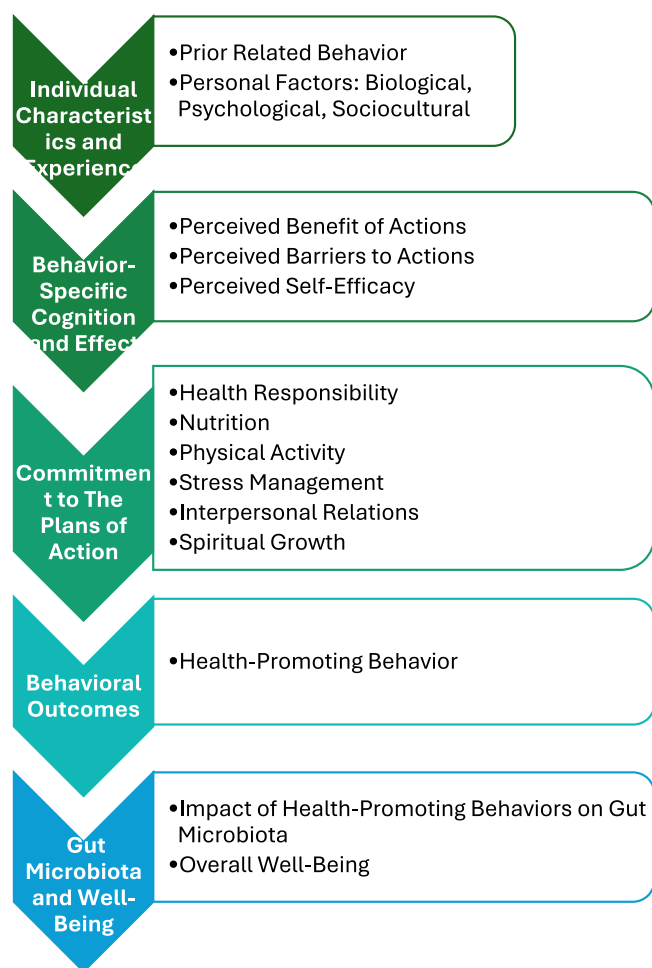 Individual
Characterist
ics and
Experience
•Prior Related Behavior
•Personal Factors: Biological,
Psychological, Sociocultural
Behavior-
Specific
Cognition
and Effect
•Perceived Benefit of Actions
•Perceived Barriers to Actions
•Perceived Self-Efficacy
Commitmen
t to The
Plans of
Action
•Health Responsibility
•Nutrition
•Physical Activity
•Stress Management
•Interpersonal Relations
•Spiritual Growth
Behavioral
Outcomes
•Health-Promoting Behavior
Gut
Microbiota
and Well-
Being
•Impact of Health-Promoting Behaviors on Gut
Microbiota
•Overall Well-Being